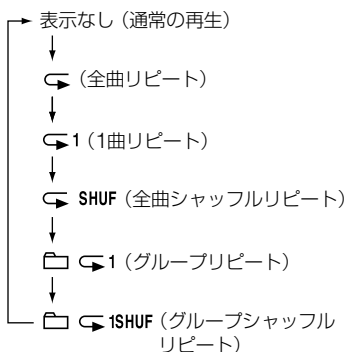 表示なし（通常の再生）
（全曲リピート）
1（1曲リピート）
SHUF（全曲シャッフルリピート）
1（グループリピート）
1SHUF（グループシャッフル
リピート）